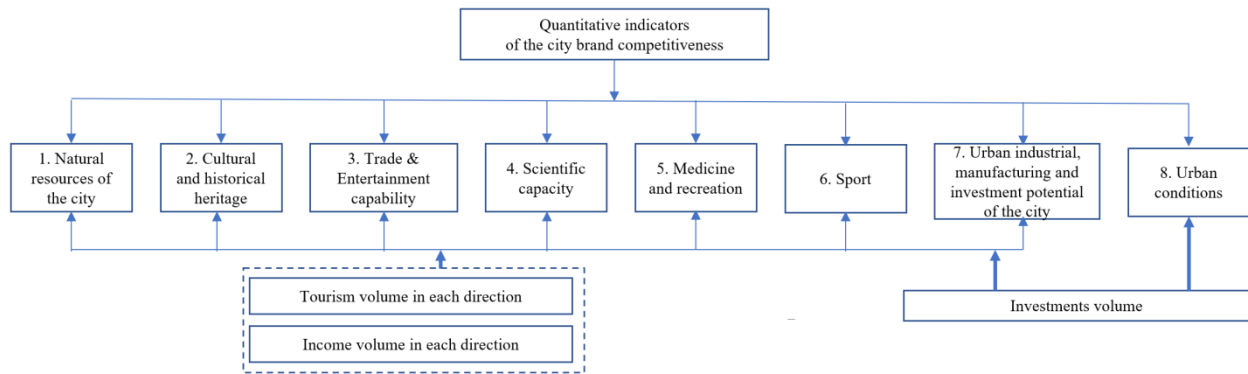 Quantitative indicators
of the city brand competitiveness
1. Natural
resources of
the city
2. Cultural
and historical
heritage
3. Trade &
Entertainment
capability
4. Scientific
capacity
5. Medicine
and recreation
6. Sport
7. Urban industrial,
manufacturing and
investment potential
of the city
8. Urban
conditions
Tourism volume in each direction
Income volume in each direction
Investments volume